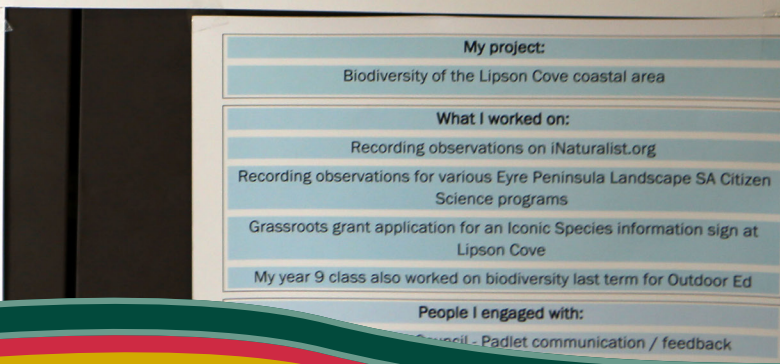 My project:
Biodiversity of the Lipson Cove coastal area
What I worked on:
Recording observations on iNaturalist.org
Recording observations for various Eyre Peninsula Landscape SA Citizen
Science programs
Grassroots grant application for an Iconic Species information sign at
Lipson Cove
My year 9 class also worked on biodiversity last term for Outdoor Ed
People I engaged with:
Council - Padlet communication / feedback